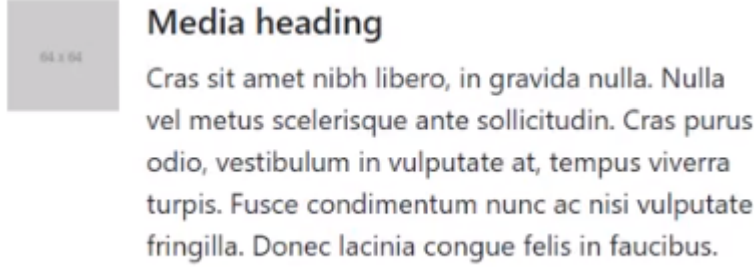 64 x 64
Media heading
Cras sit amet nibh libero, in gravida nulla. Nulla
vel metus scelerisque ante sollicitudin. Cras purus
odio, vestibulum in vulputate at, tempus viverra
turpis. Fusce condimentum nunc ac nisi vulputate
fringilla. Donec lacinia congue felis in faucibus.